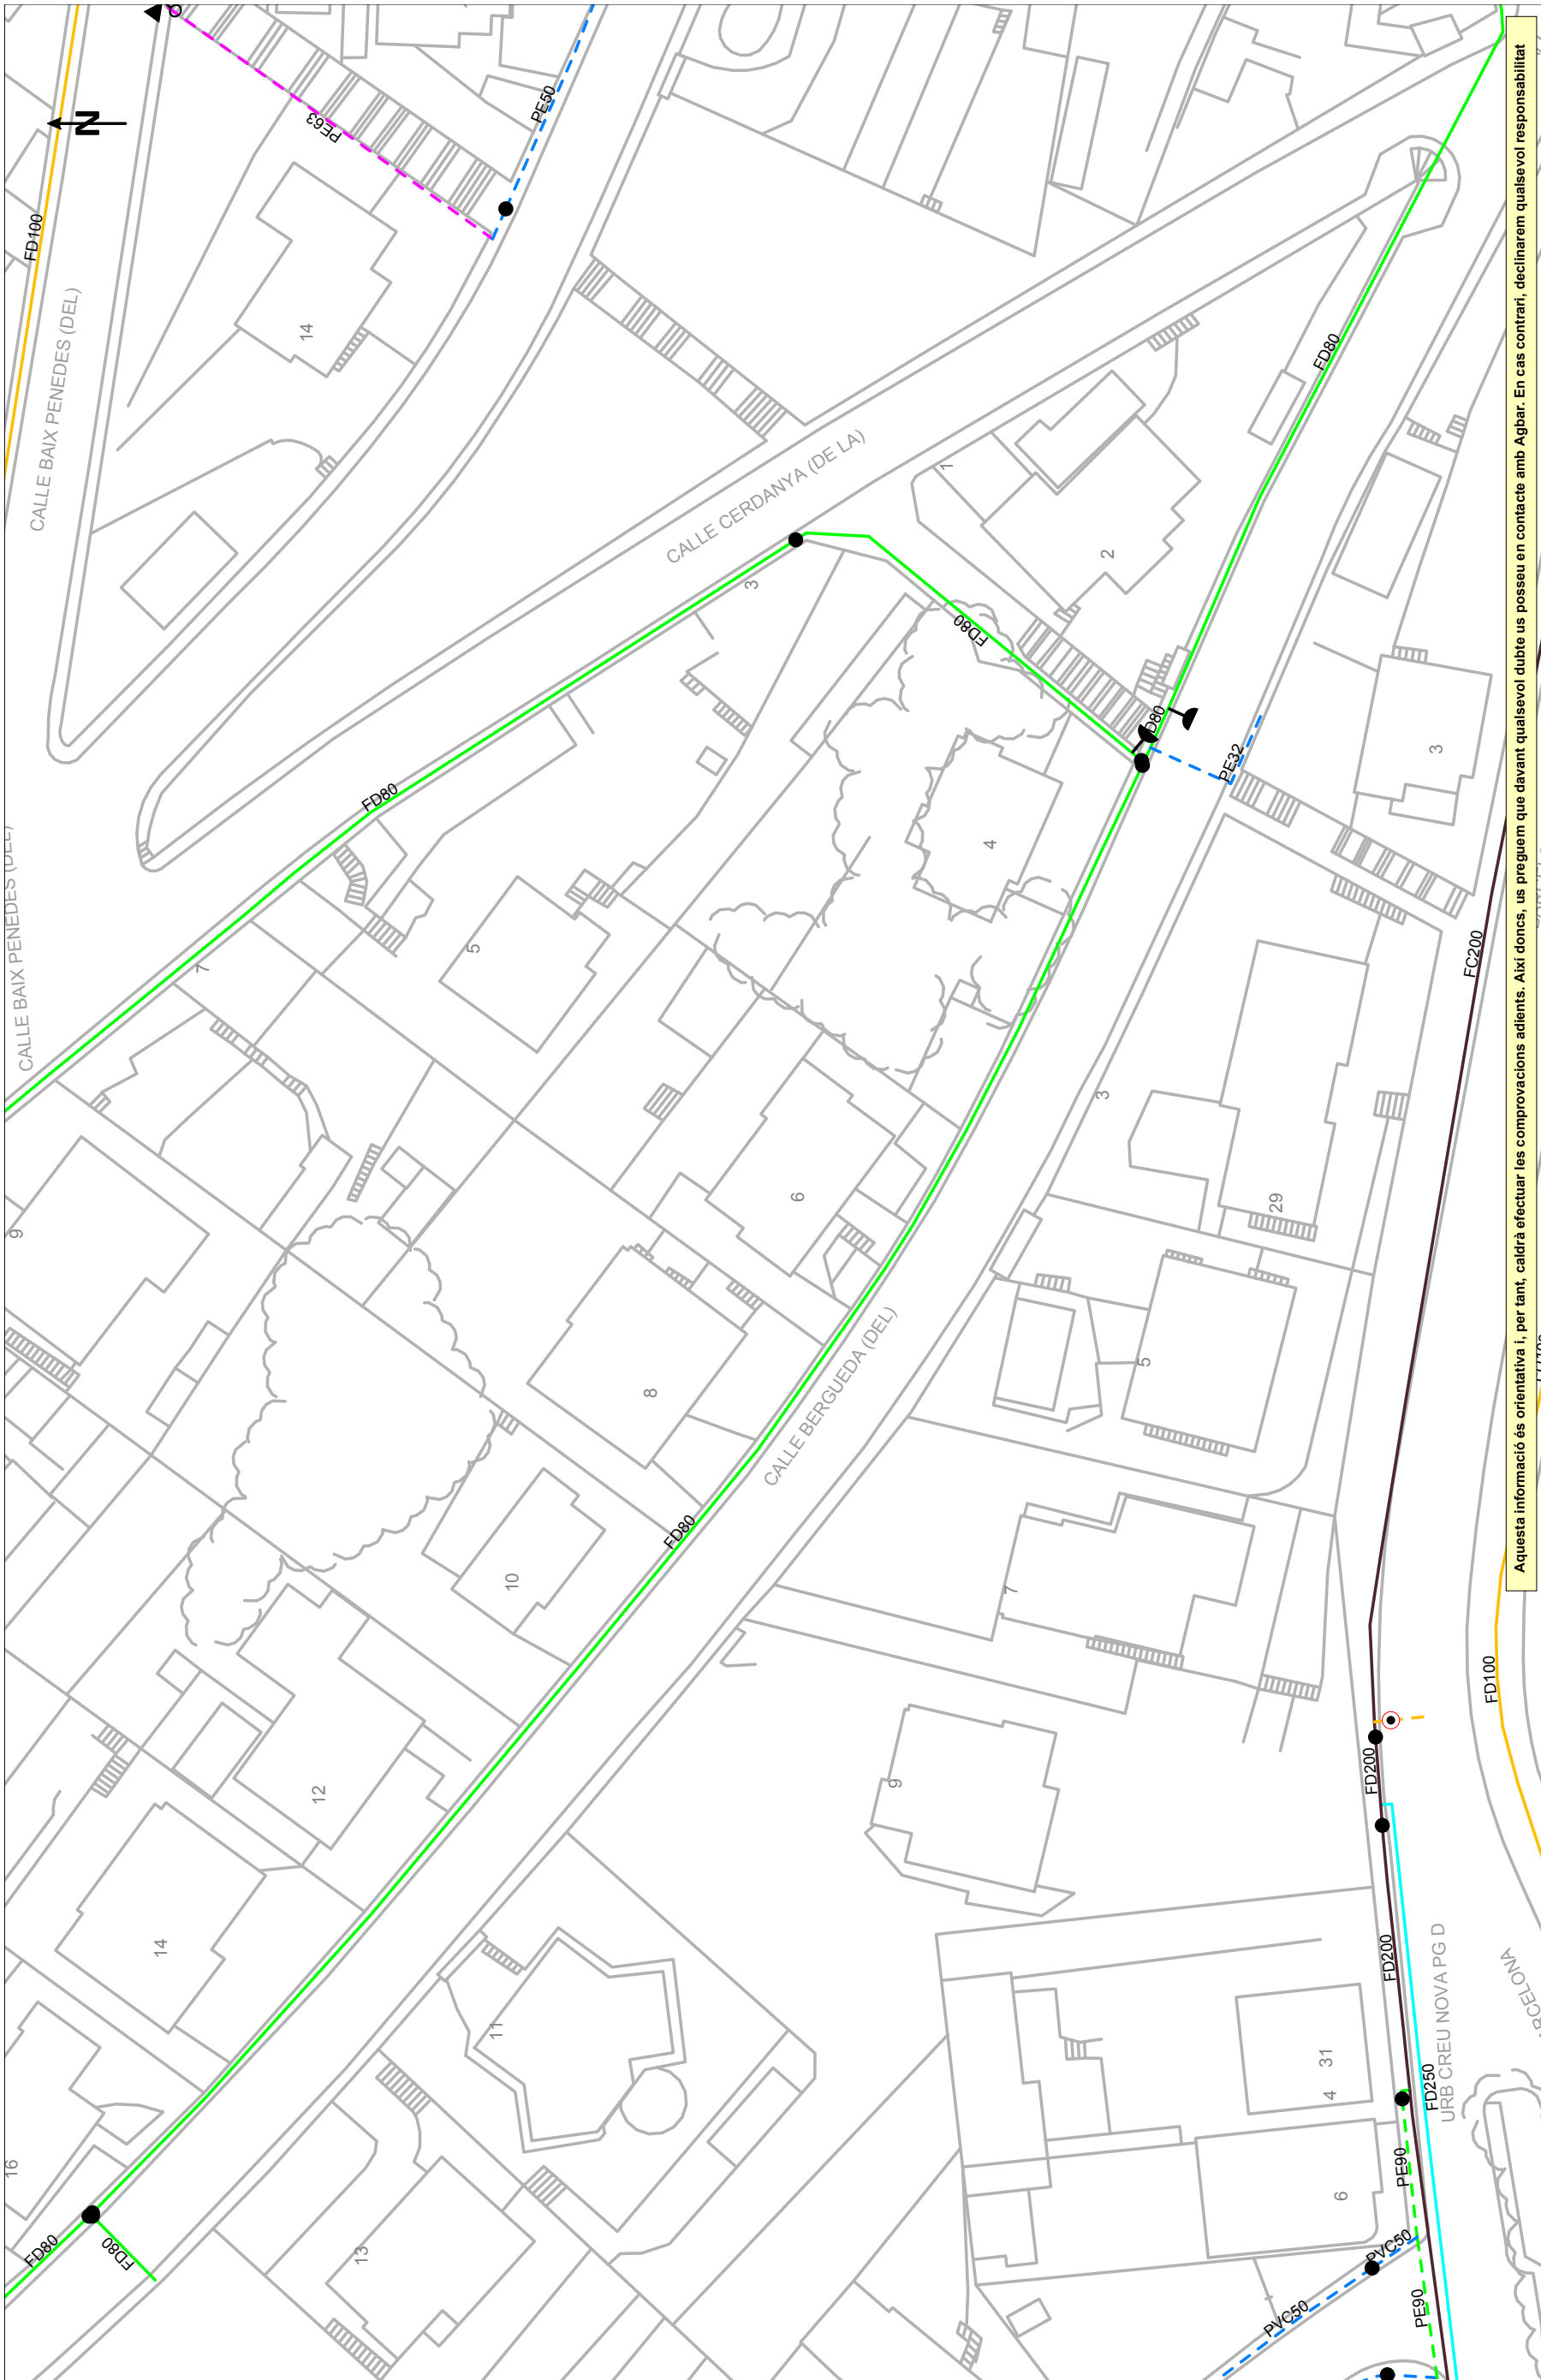 PE50
PE63
N
FD100
CALLE BAIX PENEDES (DEL)
14
FD80
CALLE CERDANYA (DE LA)
1
2
3
FD80
PE32
3
FD80
4
CALLE BAIX PENEDES (DEL)
5
7
FC200
3
6
29
9
5
8
CALLE BERGUEDA (DEL)
FD80
10
7
FD100
12
9
FD200
14
FD200
URB CREU NOVA PG D
11
31
4
FD250
16
PE90
6
FD80
FD80
13
PVC50
PVC50
PE90
Aquesta informació és orientativa i, per tant, caldrà efectuar les comprovacions adients. Així doncs, us preguem que davant qualsevol dubte us posseu en contacte amb Agbar. En cas contrari, declinarem qualsevol responsabilitat